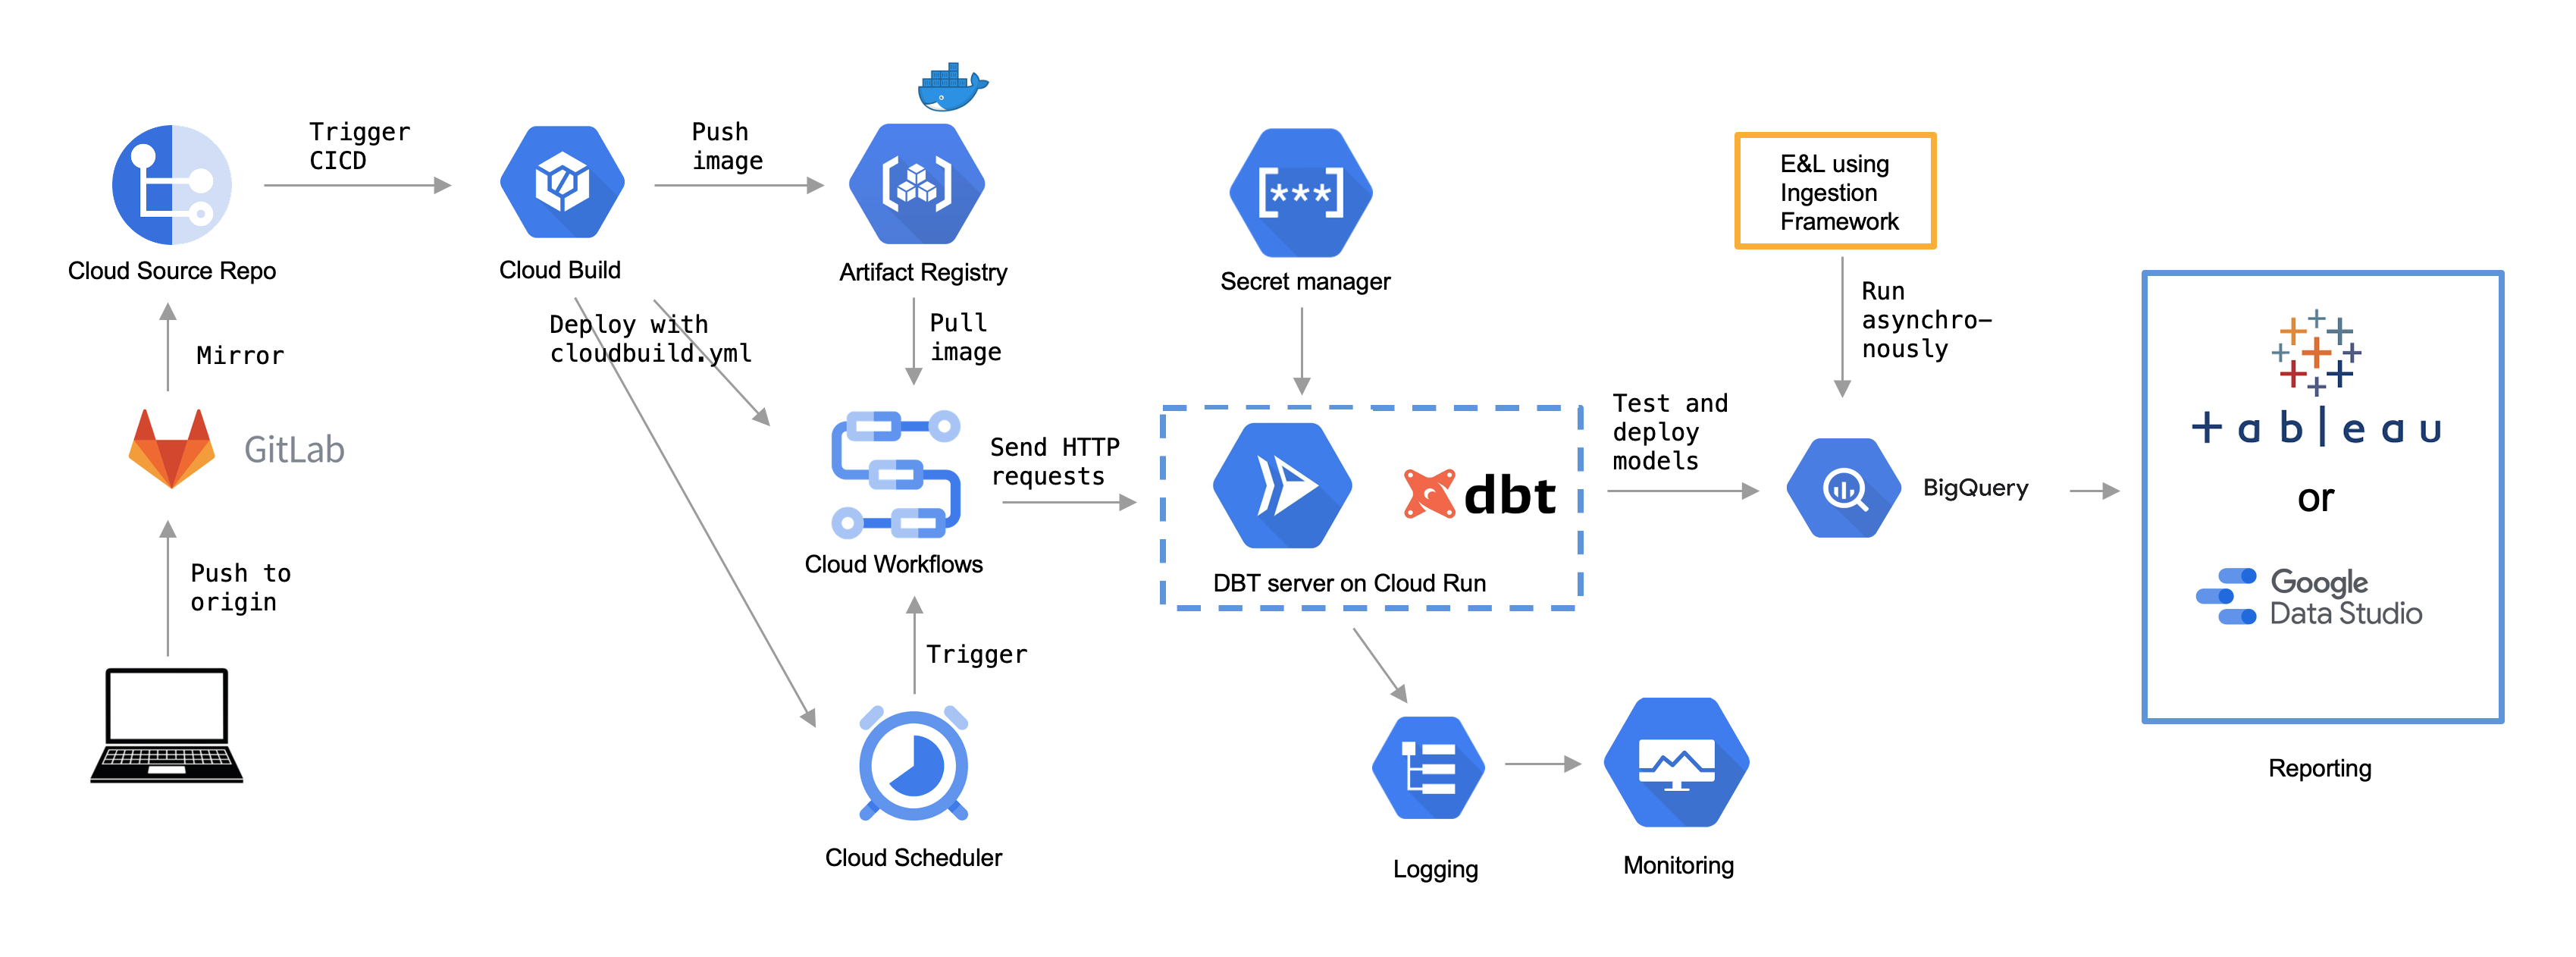 Trigger
CICD
Push
image
Cloud Source Repo
Cloud Build
Artifact Registry
[***]
Secret manager
E&L using
Ingestion
Framework
Deploy with
cloudbuild.yml
Pull
image
Run
asynchro-
nously
Mirror
GitLab
Push to
origin
Send HTTP
requests
Cloud Workflows
Trigger
Cloud Scheduler
dbt
DBT server on Cloud Run
Test and
deploy
models
BigQuery
Logging
Monitoring
+ableau
or
Google
Data Studio
Reporting